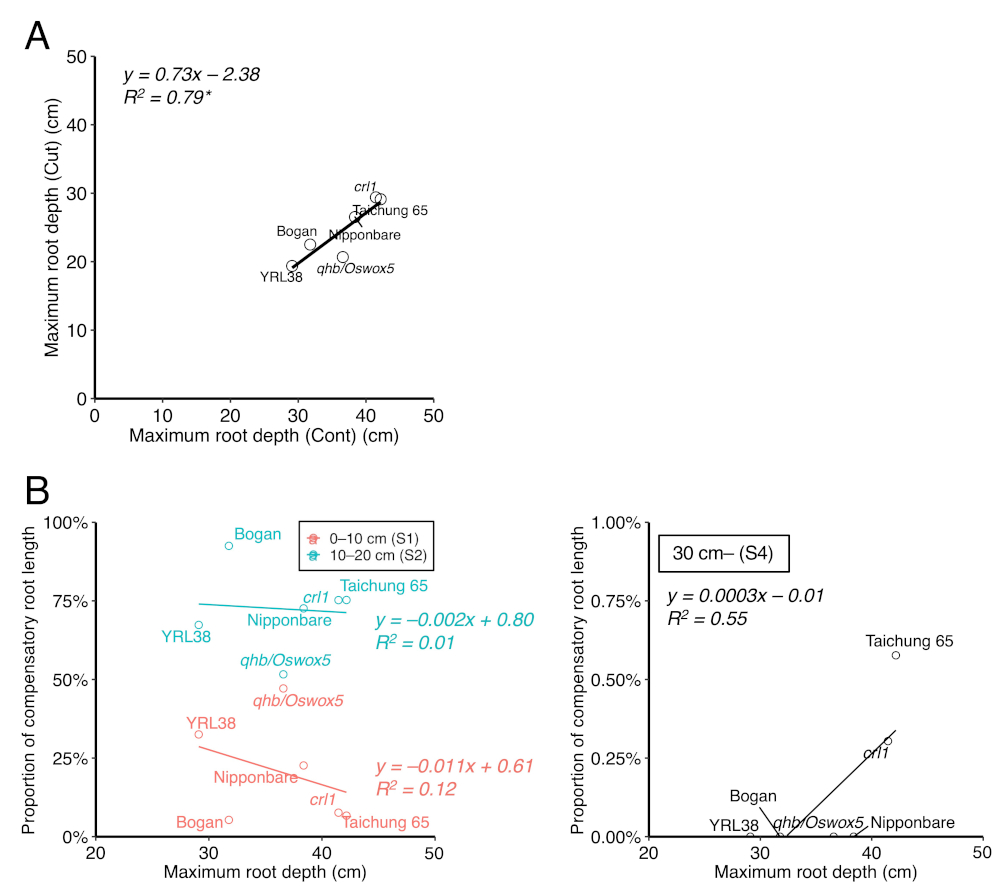 A
50
40
30
20
10
0
Maximum root depth (Cut) (cm)
y = 0.73x – 2.38
R² = 0.79*
crl1
Taichung 65
Bogan
Nipponbare
YRL38
qhb/Oswox5
0 10 20 30 40 50
Maximum root depth (Cont) (cm)
B
100%
75%
50%
25%
0%
Proportion of compensatory root length
0–10 cm (S1)
10–20 cm (S2)
Bogan
Taichung 65
crl1
Nipponbare
YRL38
y = –0.002x + 0.80
R² = 0.01
qhb/Oswox5
qhb/Oswox5
YRL38
Nipponbare
y = –0.011x + 0.61
R² = 0.12
crl1
Bogan
Taichung 65
20 30 40 50
Maximum root depth (cm)
1.00%
0.75%
0.50%
0.25%
0.00%
Proportion of compensatory root length
30 cm– (S4)
y = 0.0003x – 0.01
R² = 0.55
Taichung 65
crl1
Bogan
YRL38
qhb/Oswox5
Nipponbare
20 30 40 50
Maximum root depth (cm)